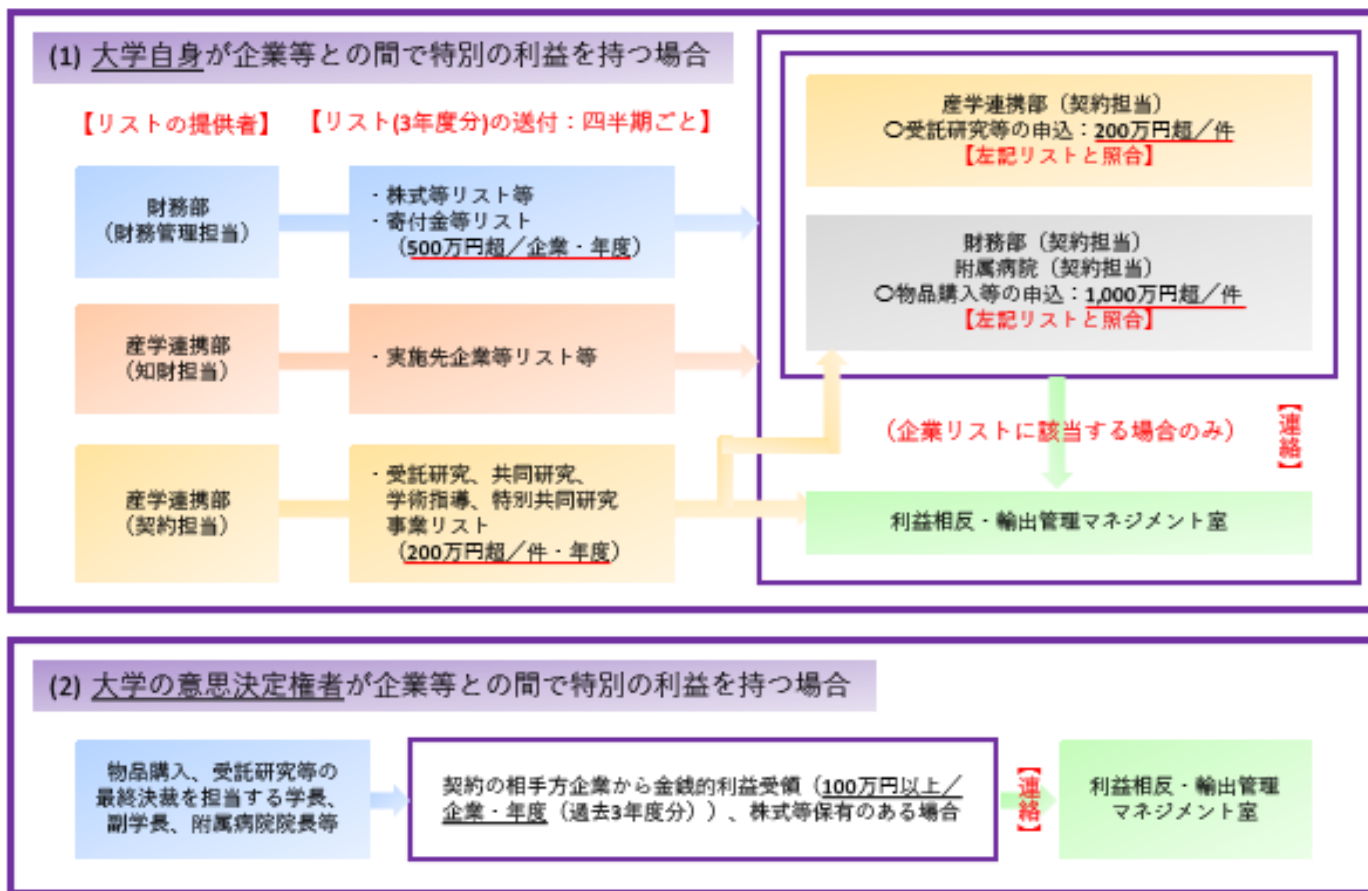 (1) 大学自身が企業等との間で特別の利益を持つ場合
【リストの提供者】
【リスト(3年度分)の送付：四半期ごと】
財務部
（財務管理担当）
・株式等リスト等
・寄付金等リスト
（500万円超／企業・年度）
産学連携部
（知財担当）
・実施先企業等リスト等
産学連携部
（契約担当）
・受託研究、共同研究、
学術指導、特別共同研究
事業リスト
（200万円超／件・年度）
産学連携部（契約担当）
〇受託研究等の申込：200万円超／件
【左記リストと照合】
財務部（契約担当）
附属病院（契約担当）
〇物品購入等の申込：1,000万円超／件
【左記リストと照合】
（企業リストに該当する場合のみ）
【連絡】
利益相反・輸出管理マネジメント室
(2) 大学の意思決定権者が企業等との間で特別の利益を持つ場合
物品購入、受託研究等の
最終決裁を担当する学長、
副学長、附属病院院長等
契約の相手方企業から金銭的利益受領（100万円以上／
企業・年度（過去3年度分））、株式等保有のある場合
【連絡】
利益相反・輸出管理
マネジメント室